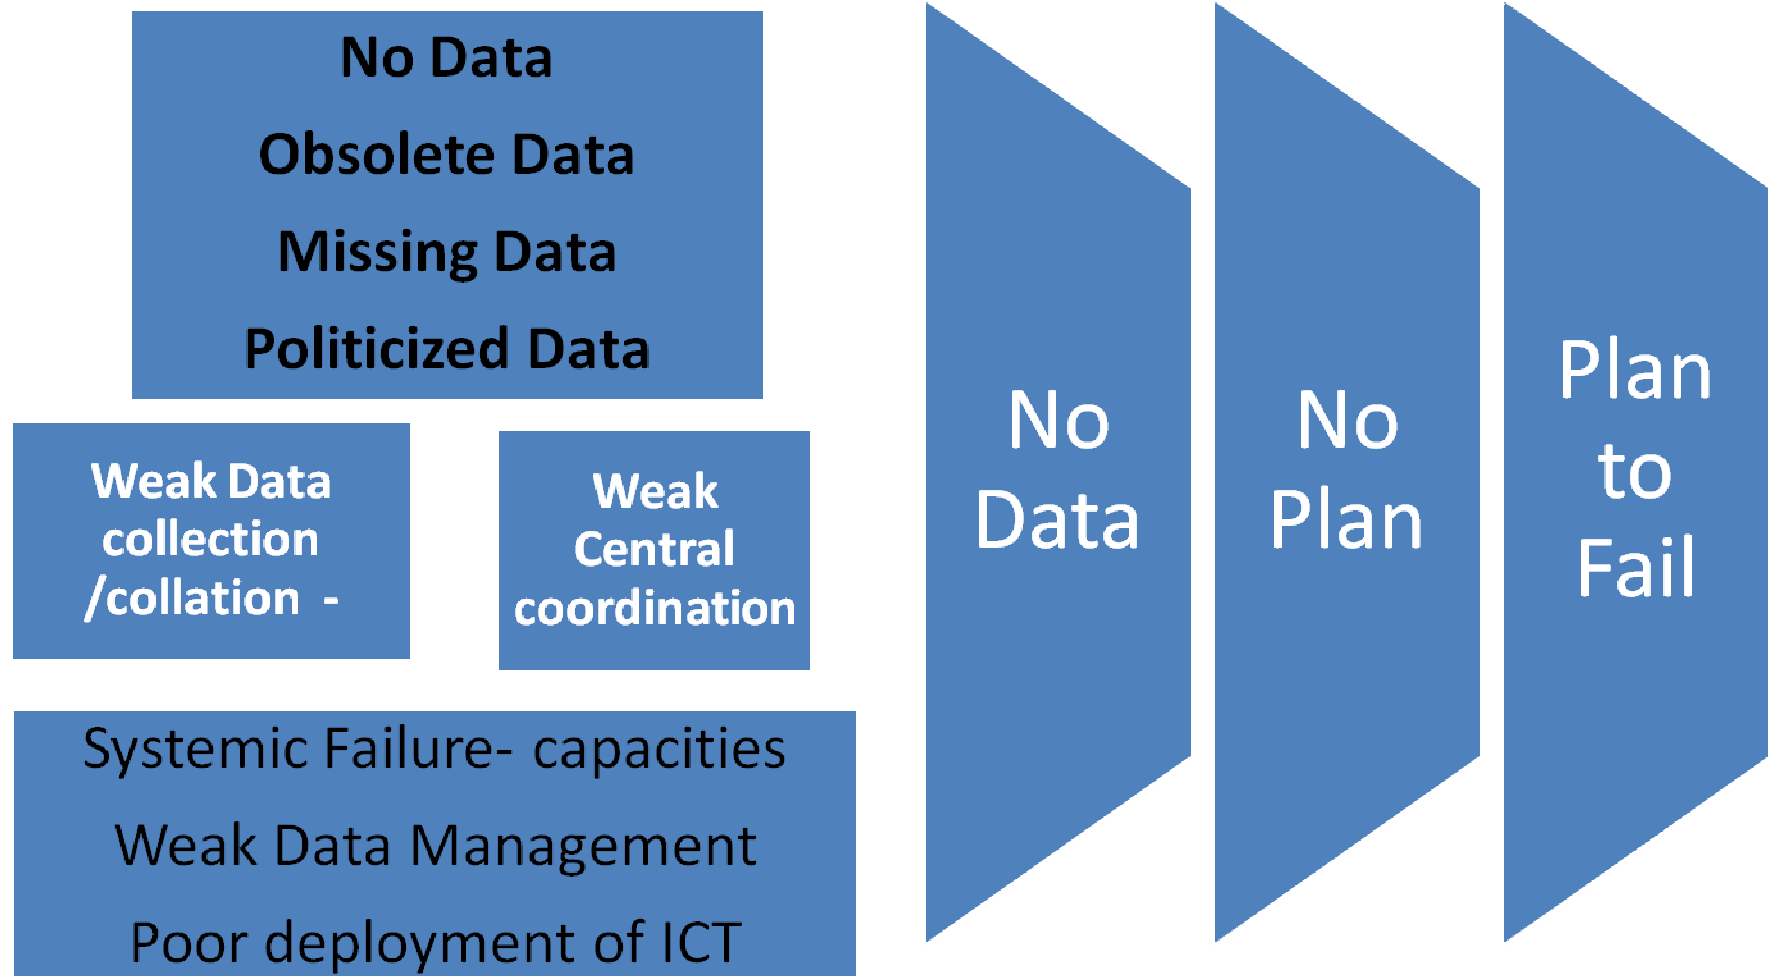 No Data
Obsolete Data
Missing Data
Politicized Data
Weak Data
collection
/collation -
Weak
Central
coordination
Systemic Failure- capacities
Weak Data Management
Poor deployment of ICT
No
Data
No
Plan
Plan
to
Fail